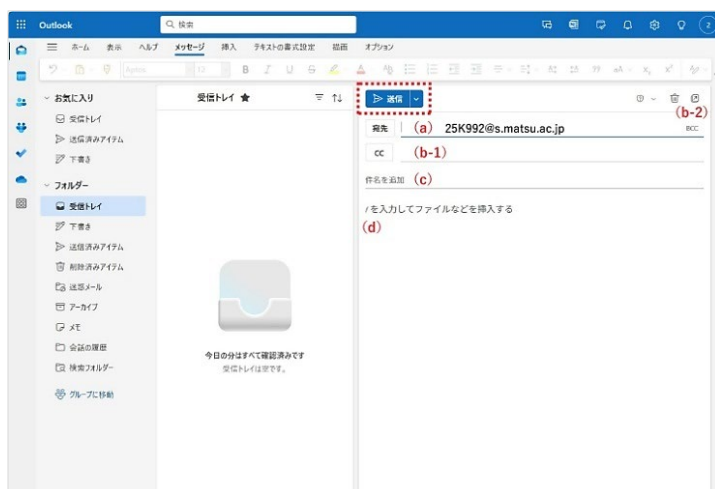 Outlook
検索
ホーム 表示 ヘルプ メッセージ 挿入 テキストの書式設定 描画 オプション
Aptos 12 B I U S
お気に入り
受信トレイ
送信済みアイテム
下書き
フォルダー
受信トレイ
下書き
送信済みアイテム
削除済みアイテム
迷惑メール
アーカイブ
メモ
会話の履歴
検索フォルダー
グループに移動
受信トレイ ★
今日の分はすべて確認済みです
受信トレイは空です。
送信
(b-2)
宛先 (a) 25K992@s.matsu.ac.jp BCC
CC (b-1)
件名を追加 (c)
/ を入力してファイルなどを挿入する
(d)